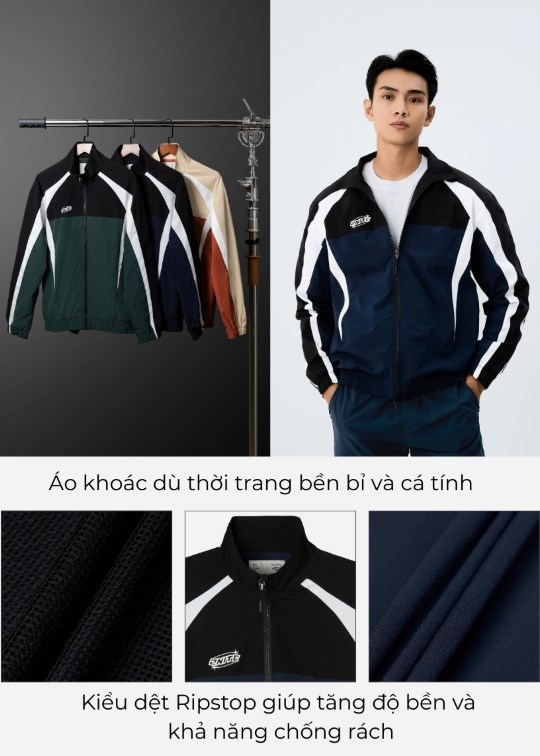 Áo khoác dù thời trang bền bỉ và cá tính
Kiểu dệt Ripstop giúp tăng độ bền và
khả năng chống rách